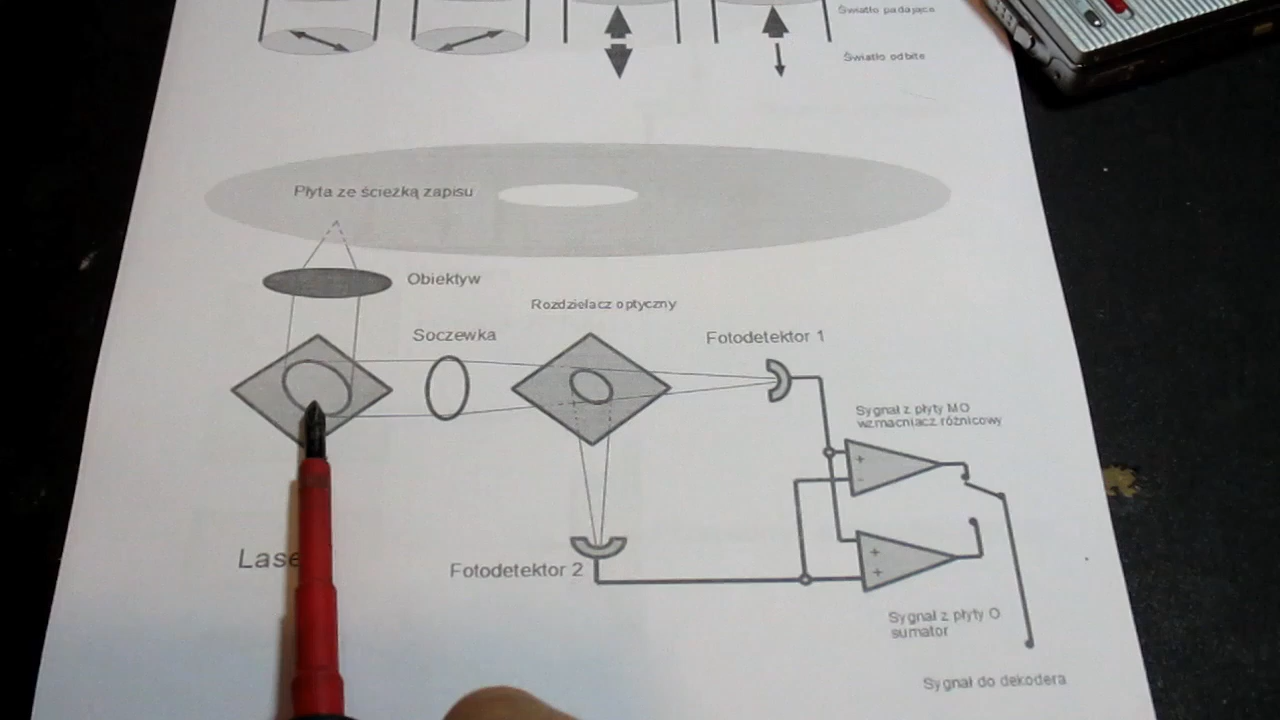 Światło padające
Światło odbite
Płyta ze ścieżką zapisu
Obiektyw
Rozdzielacz optyczny
Soczewka
Fotodetektor 1
Sygnał z płyty MO
wzmacniacz różnicowy
+
-
Lase
Fotodetektor 2
+
+
Sygnał z płyty O
sumator
Sygnał do dekodera